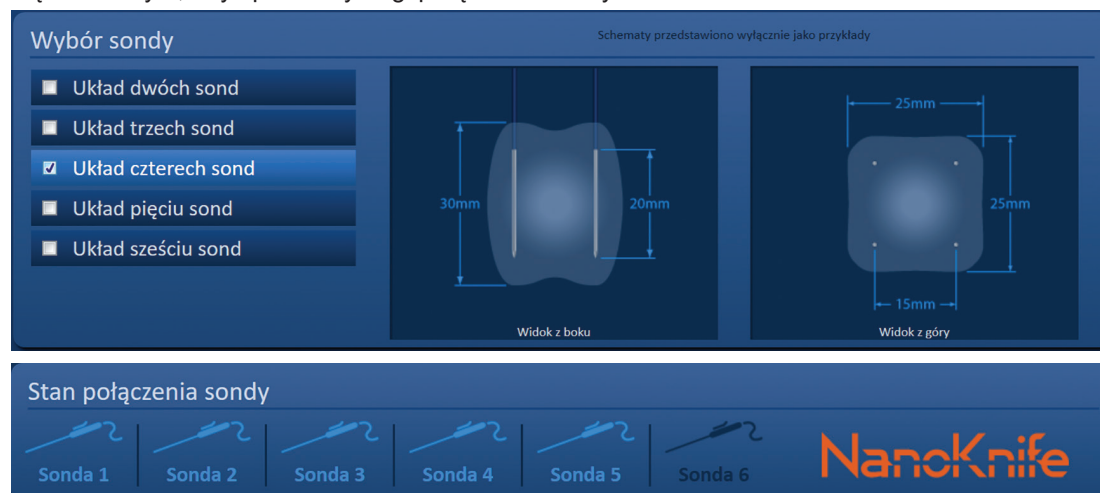 Wybór sondy
Schematy przedstawiono wyłącznie jako przykłady
Układ dwóch sond
Układ trzech sond
Układ czterech sond
Układ pięciu sond
Układ sześciu sond
30mm
20mm
Widok z boku
25mm
25mm
15mm
Widok z góry
Stan połączenia sondy
Sonda 1
Sonda 2
Sonda 3
Sonda 4
Sonda 5
Sonda 6
NanoKnife